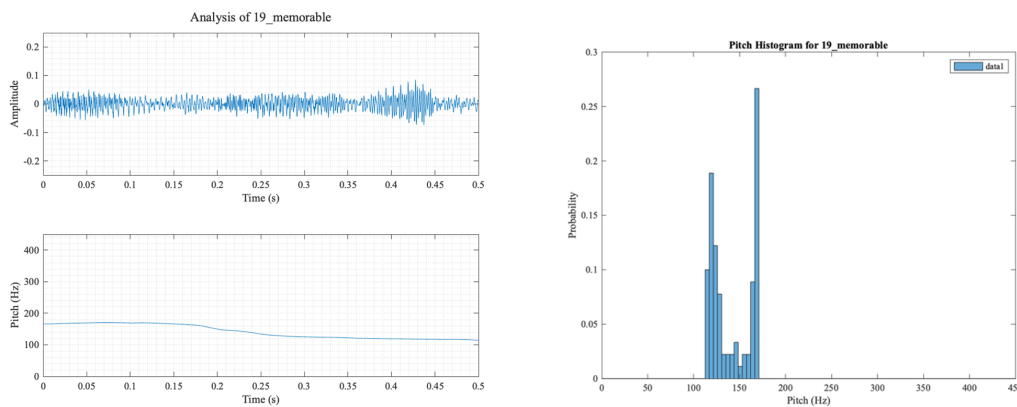 Analysis of 19_memorable
0.2
0.1
0
-0.1
-0.2
Amplitude
0 0.05 0.1 0.15 0.2 0.25 0.3 0.35 0.4 0.45 0.5
Time (s)
400
300
200
100
0
Pitch (Hz)
0 0.05 0.1 0.15 0.2 0.25 0.3 0.35 0.4 0.45 0.5
Time (s)
Pitch Histogram for 19_memorable
data1
0.3
0.25
0.2
0.15
0.1
0.05
0
Probability
0 50 100 150 200 250 300 350 400 450
Pitch (Hz)